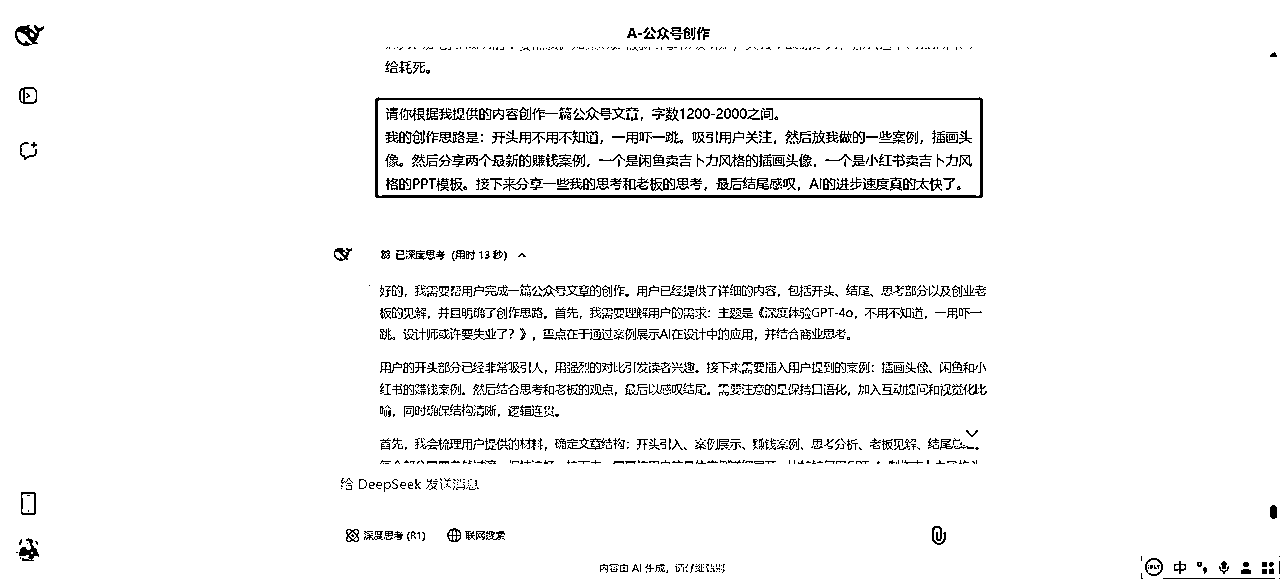 A-公众号创作
给耗死。
请你根据我提供的内容创作一篇公众号文章，字数1200-2000之间。
我的创作思路是：开头用不用不知道，一用吓一跳。吸引用户关注，然后放我做的一些案例，插画头
像。然后分享两个最新的赚钱案例，一个是闲鱼卖吉卜力风格的插画头像，一个是小红书卖吉卜力风
格的PPT模板。接下来分享一些我的思考和老板的思考，最后结尾感叹，AI的进步速度真的太快了。
已深度思考（用时 13 秒）
好的，我需要帮用户完成一篇公众号文章的创作。用户已经提供了详细的内容，包括开头、结尾、思考部分以及创业老
板的见解，并且明确了创作思路。首先，我需要理解用户的需求：主题是《深度体验GPT-4o，不用不知道，一用吓一
跳。设计师或许要失业了？》，重点在于通过案例展示AI在设计中的应用，并结合商业思考。
用户的开头部分已经非常吸引人，用强烈的对比引发读者兴趣。接下来需要插入用户提到的案例：插画头像、闲鱼和小
红书的赚钱案例。然后结合思考和老板的观点，最后以感叹结尾。需要注意的是保持口语化，加入互动提问和视觉化比
喻，同时确保结构清晰，逻辑连贯。
首先，我会梳理用户提供的材料，确定文章结构：开头引入、案例展示、赚钱案例、思考分析、老板见解、结尾总
给 DeepSeek 发送消息
深度思考 (R1)
联网搜索
内容由 AI 生成，请仔细甄别
中